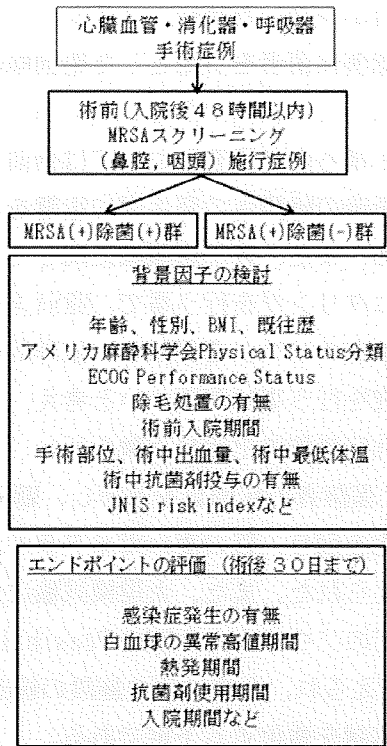 心臓血管・消化器・呼吸器
手術症例
術前(入院後48時間以内)
MRSAスクリーニング
(鼻腔,咽頭)施行症例
MRSA(+)除菌(+)群
MRSA(+)除菌(-)群
背景因子の検討
年齢、性別、BMI、既往歴
アメリカ麻酔科学会Physical Status分類
ECOG Performance Status
除毛処置の有無
術前入院期間
手術部位、術中出血量、術中最低体温
術中抗菌剤投与の有無
JNIS risk indexなど
エンドポイントの評価（術後30日まで）
感染症発生の有無
白血球の異常高値期間
熱発期間
抗菌剤使用期間
入院期間など